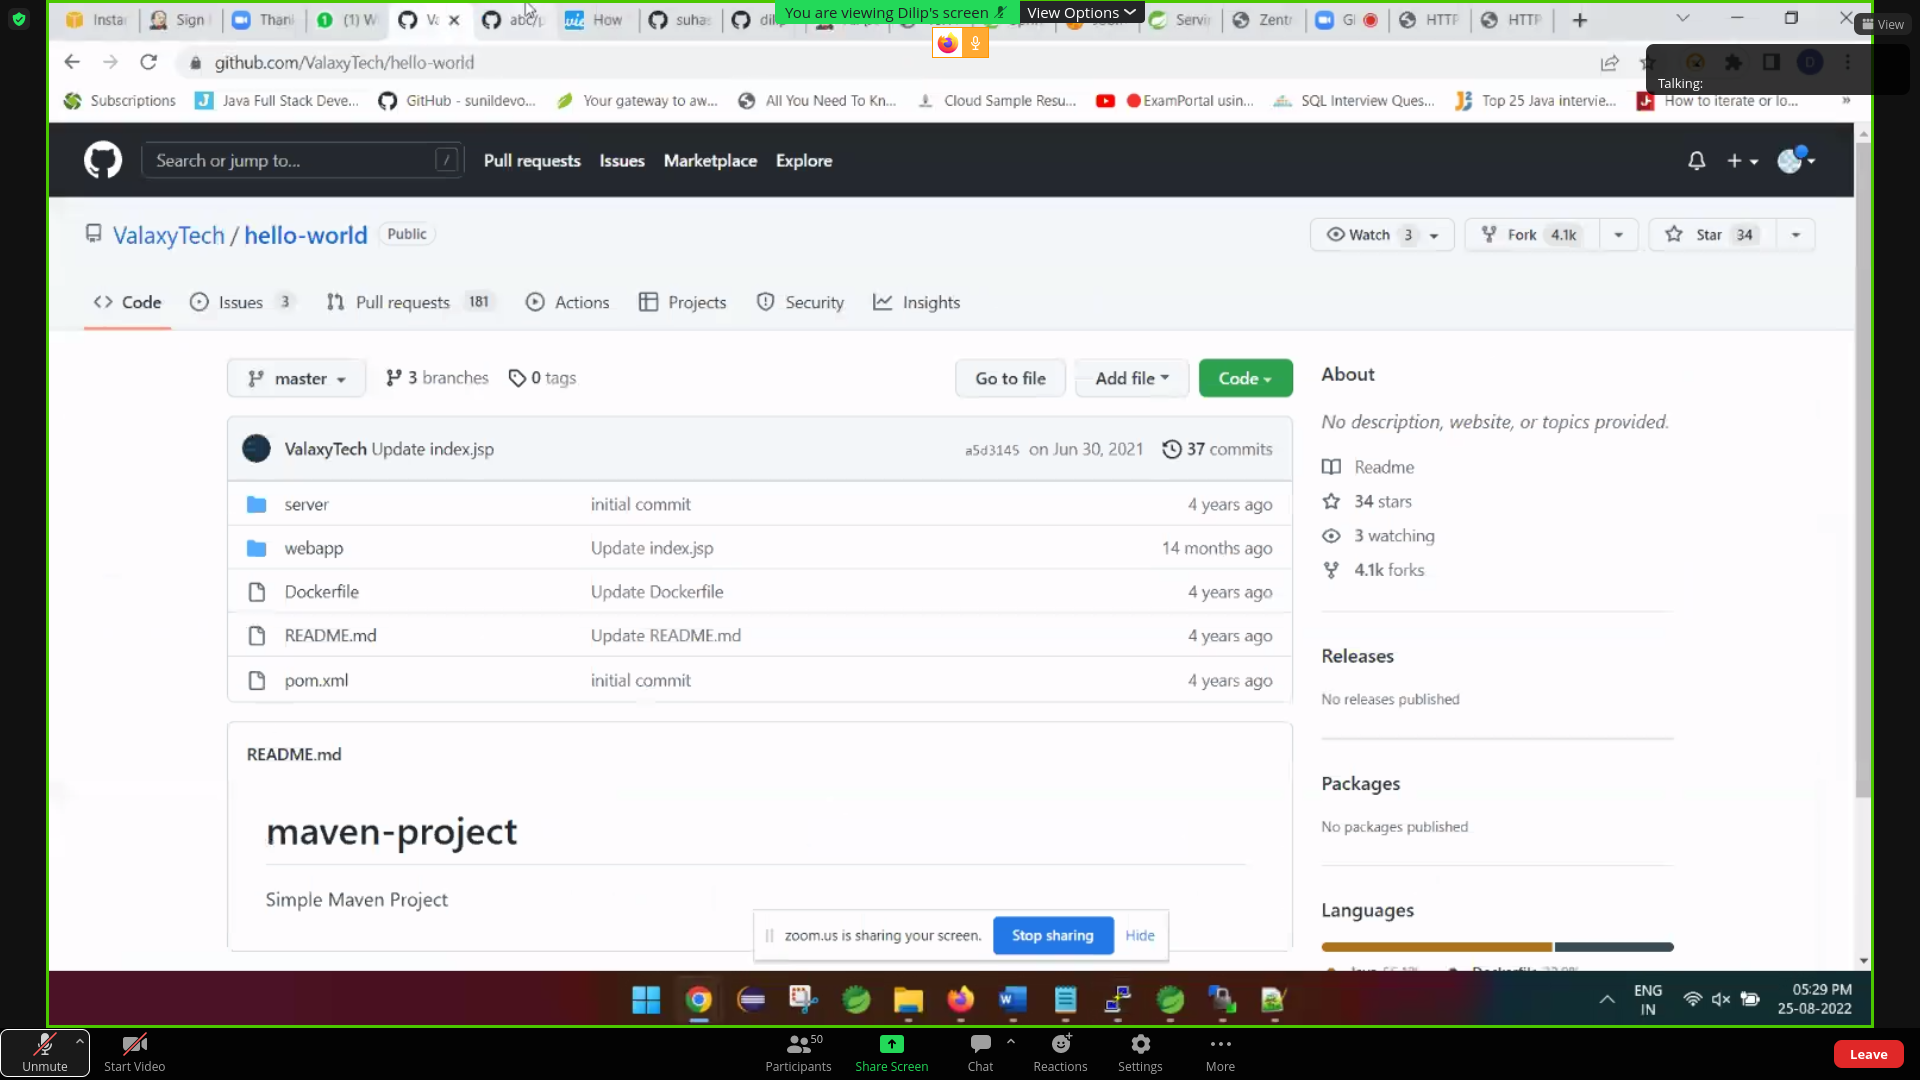 You are viewing Dilip's screen View Options
View
Insta Sign Than (1) W Va abc/p How suha dil Servi Zentr HTTP HTTP
github.com/ValaxyTech/hello-world
Talking:
Subscriptions Java Full Stack Deve... GitHub - sunildevo... Your gateway to aw... All You Need To Kn... Cloud Sample Resu... ExamPortal usin... SQL Interview Ques... Top 25 Java intervie... How to iterate or lo... »
Search or jump to... / Pull requests Issues Marketplace Explore
ValaxyTech / hello-world Public
Watch 3 Fork 4.1k Star 34
Code Issues 3 Pull requests 181 Actions Projects Security Insights
master 3 branches 0 tags Go to file Add file Code
About
No description, website, or topics provided.
ValaxyTech Update index.jsp a5d3145 on Jun 30, 2021 37 commits
Readme
server initial commit 4 years ago
34 stars
webapp Update index.jsp 14 months ago
3 watching
Dockerfile Update Dockerfile 4 years ago
4.1k forks
README.md Update README.md 4 years ago
pom.xml initial commit 4 years ago
Releases
No releases published
README.md
Packages
maven-project
No packages published
Simple Maven Project
Languages
zoom.us is sharing your screen. Stop sharing Hide
ENG
IN
05:29 PM
25-08-2022
Unmute Start Video Participants 50 Share Screen Chat Reactions Settings More Leave